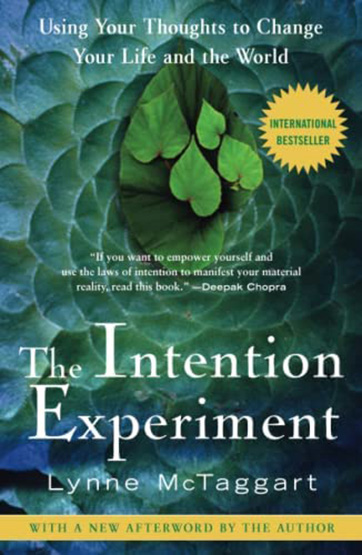 Using Your Thoughts to Change
Your Life and the World
INTERNATIONAL
BESTSELLER
“If you want to empower yourself and
use the laws of intention to manifest your material
reality, read this book.” —Deepak Chopra
The Intention
Experiment
Lynne McTaggart
WITH A NEW AFTERWORD BY THE AUTHOR